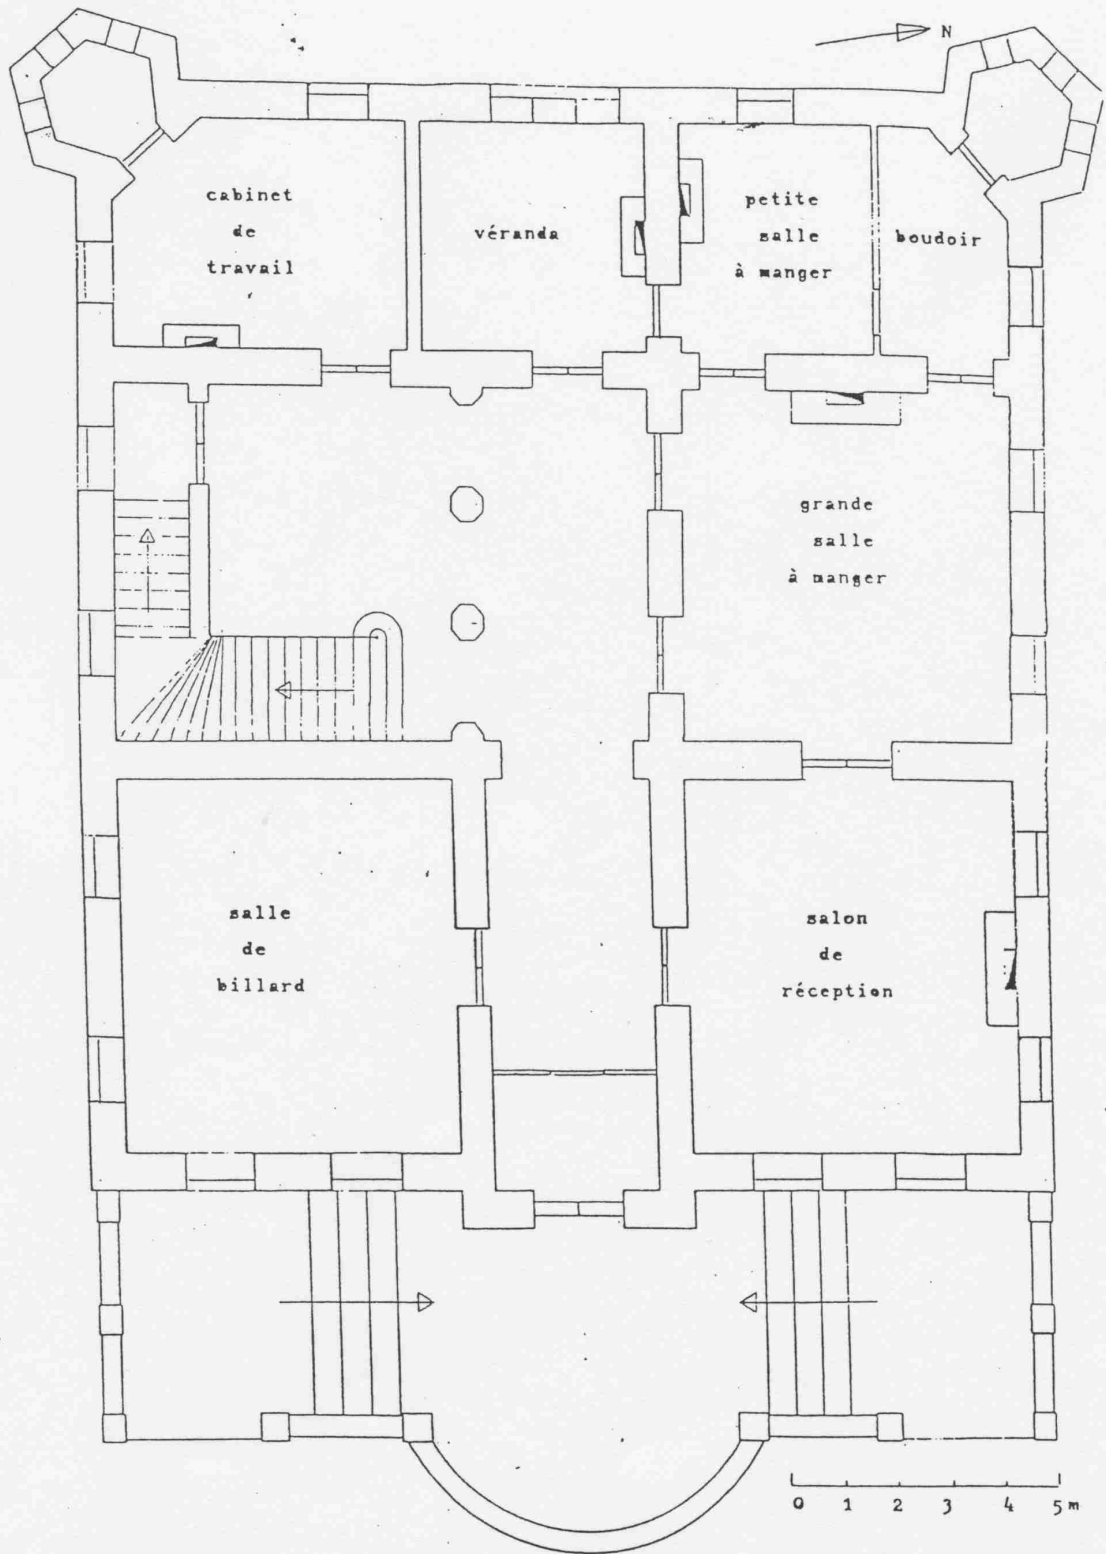 N
cabinet
de
travail
véranda
petite
salle
à manger
boudoir
grande
salle
à manger
salle
de
billard
salon
de
réception
0 1 2 3 4 5 m